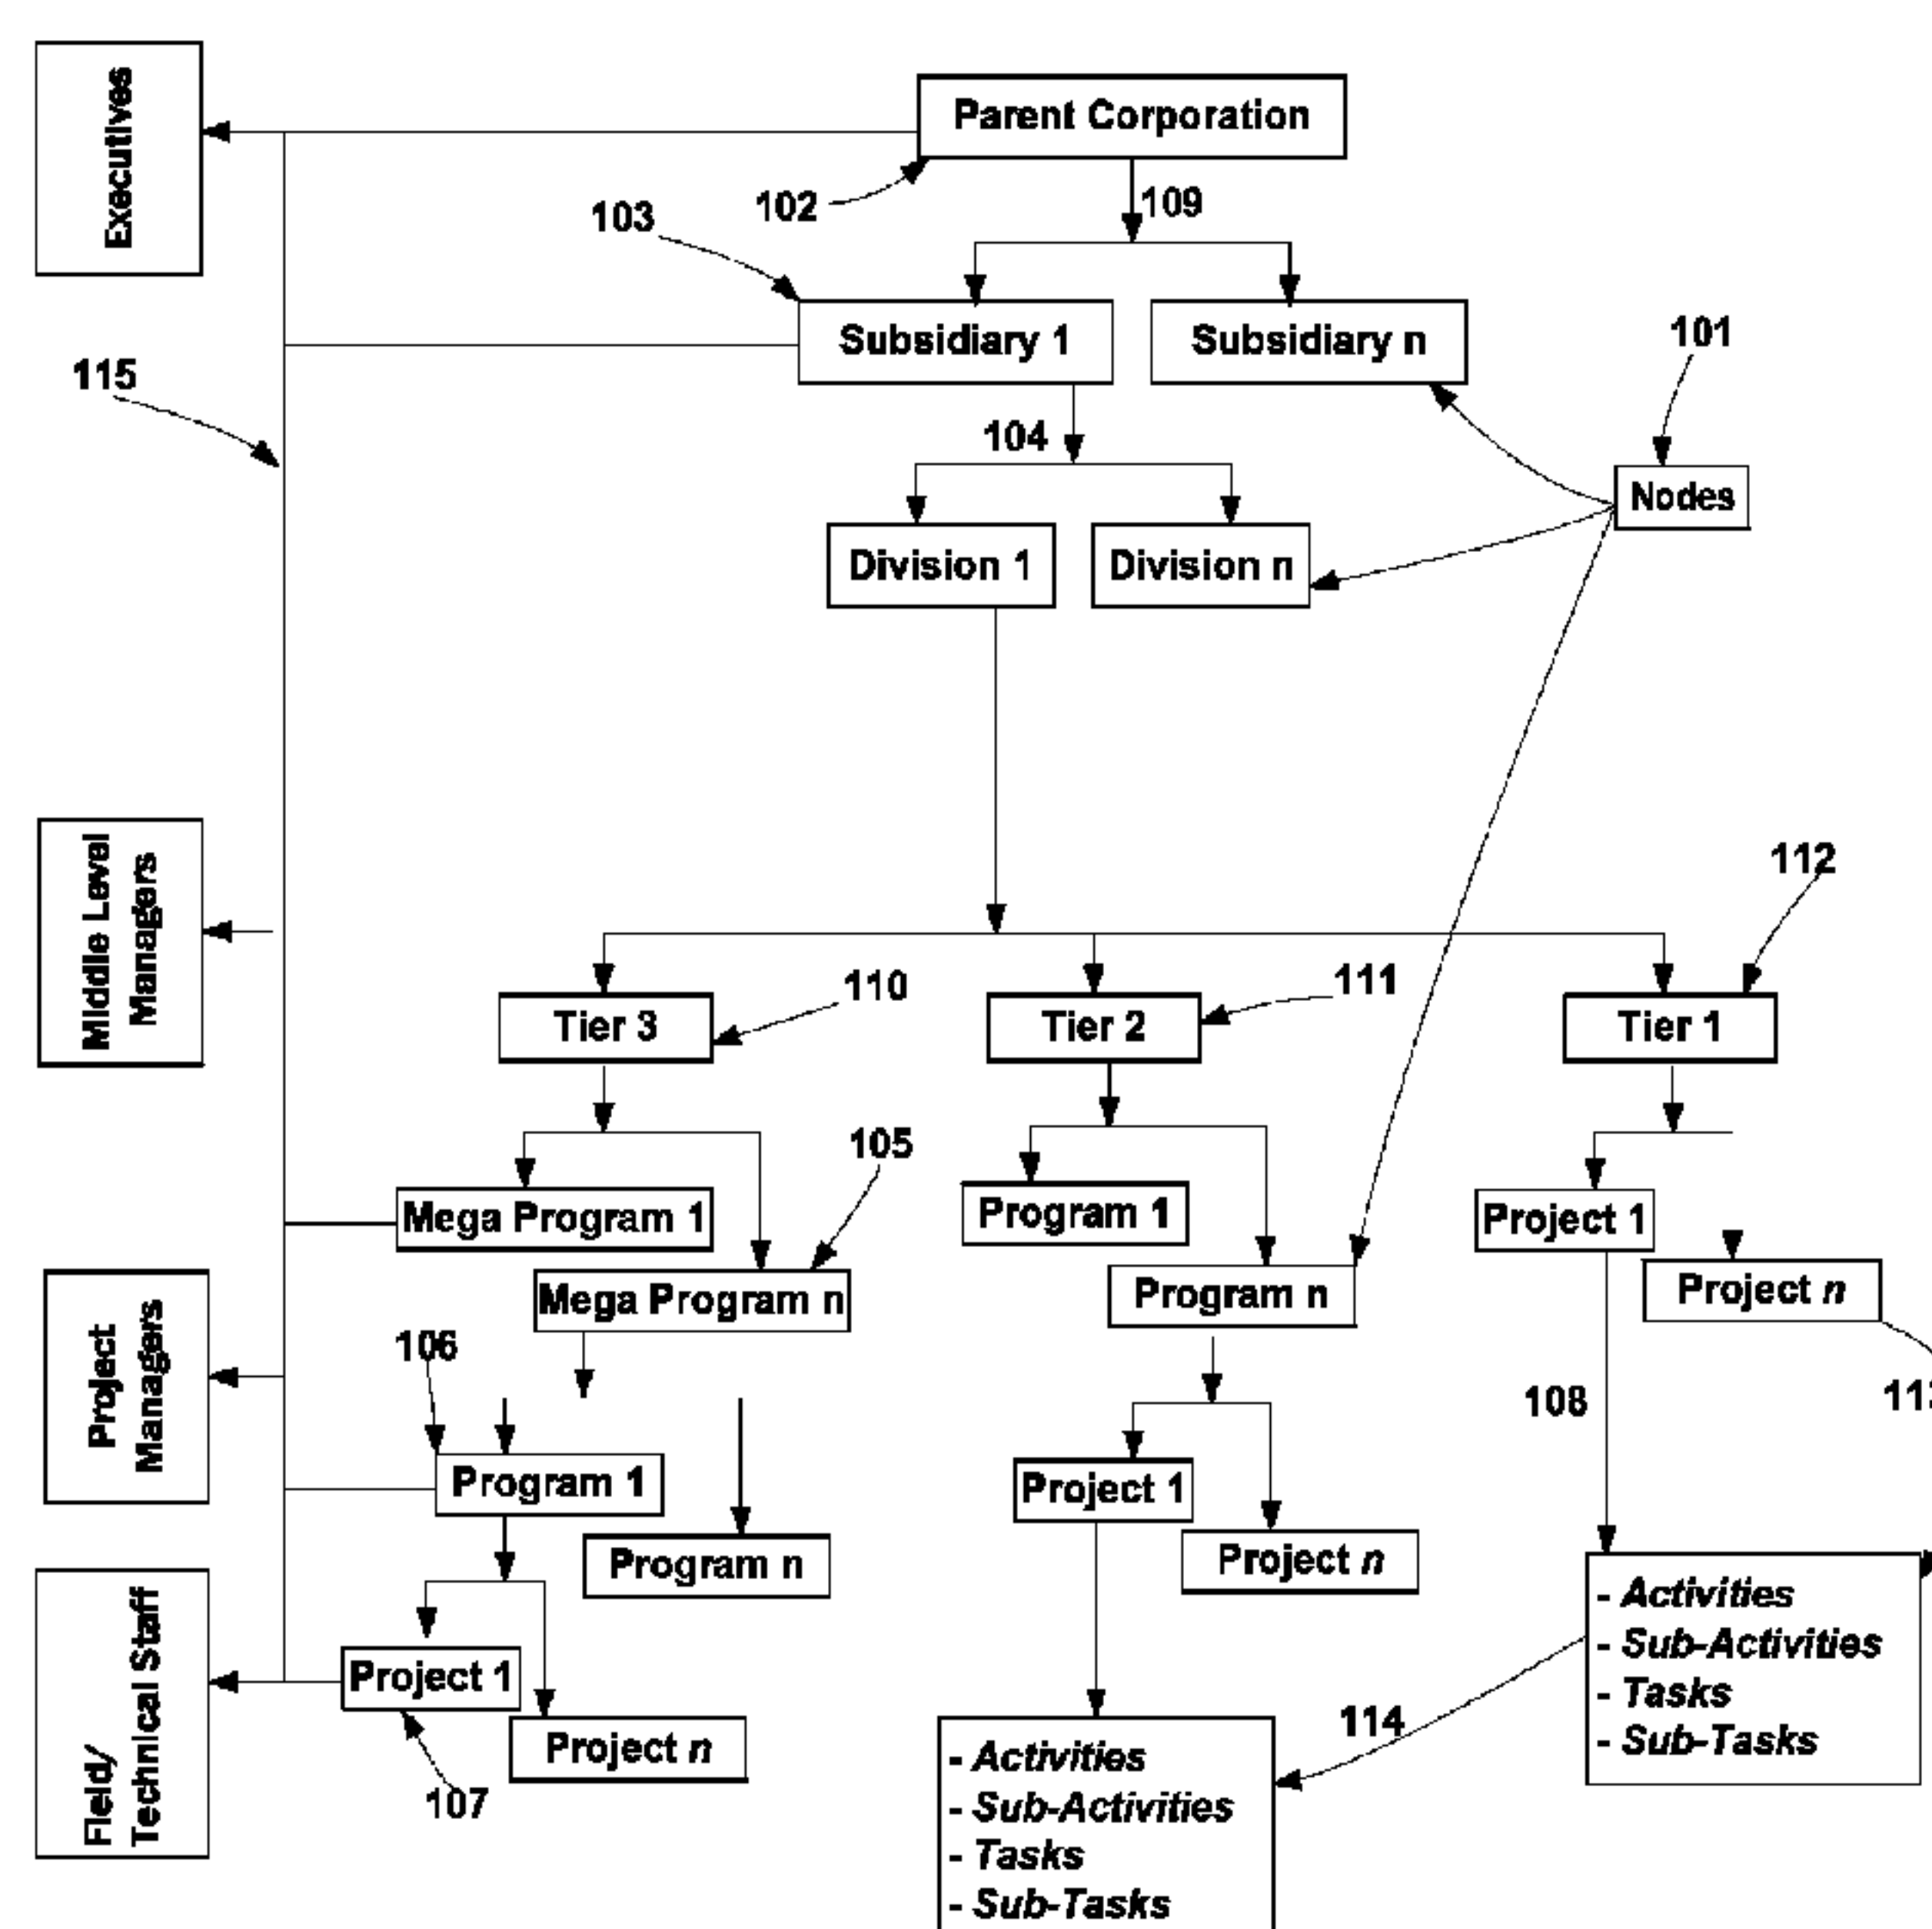 Executives
Parent Corporation
102
109
103
Subsidiary 1
Subsidiary n
101
115
104
Nodes
Division 1
Division n
Middle Level
Managers
112
110
111
Tier 3
Tier 2
Tier 1
105
Mega Program 1
Program 1
Project 1
Mega Program n
Program n
Project n
Project
Managers
106
108
113
Program 1
Project 1
Program n
Project n
Field/
Technical Staff
- Activities
- Sub-Activities
- Tasks
- Sub-Tasks
Project 1
Project n
107
114
- Activities
- Sub-Activities
- Tasks
- Sub-Tasks